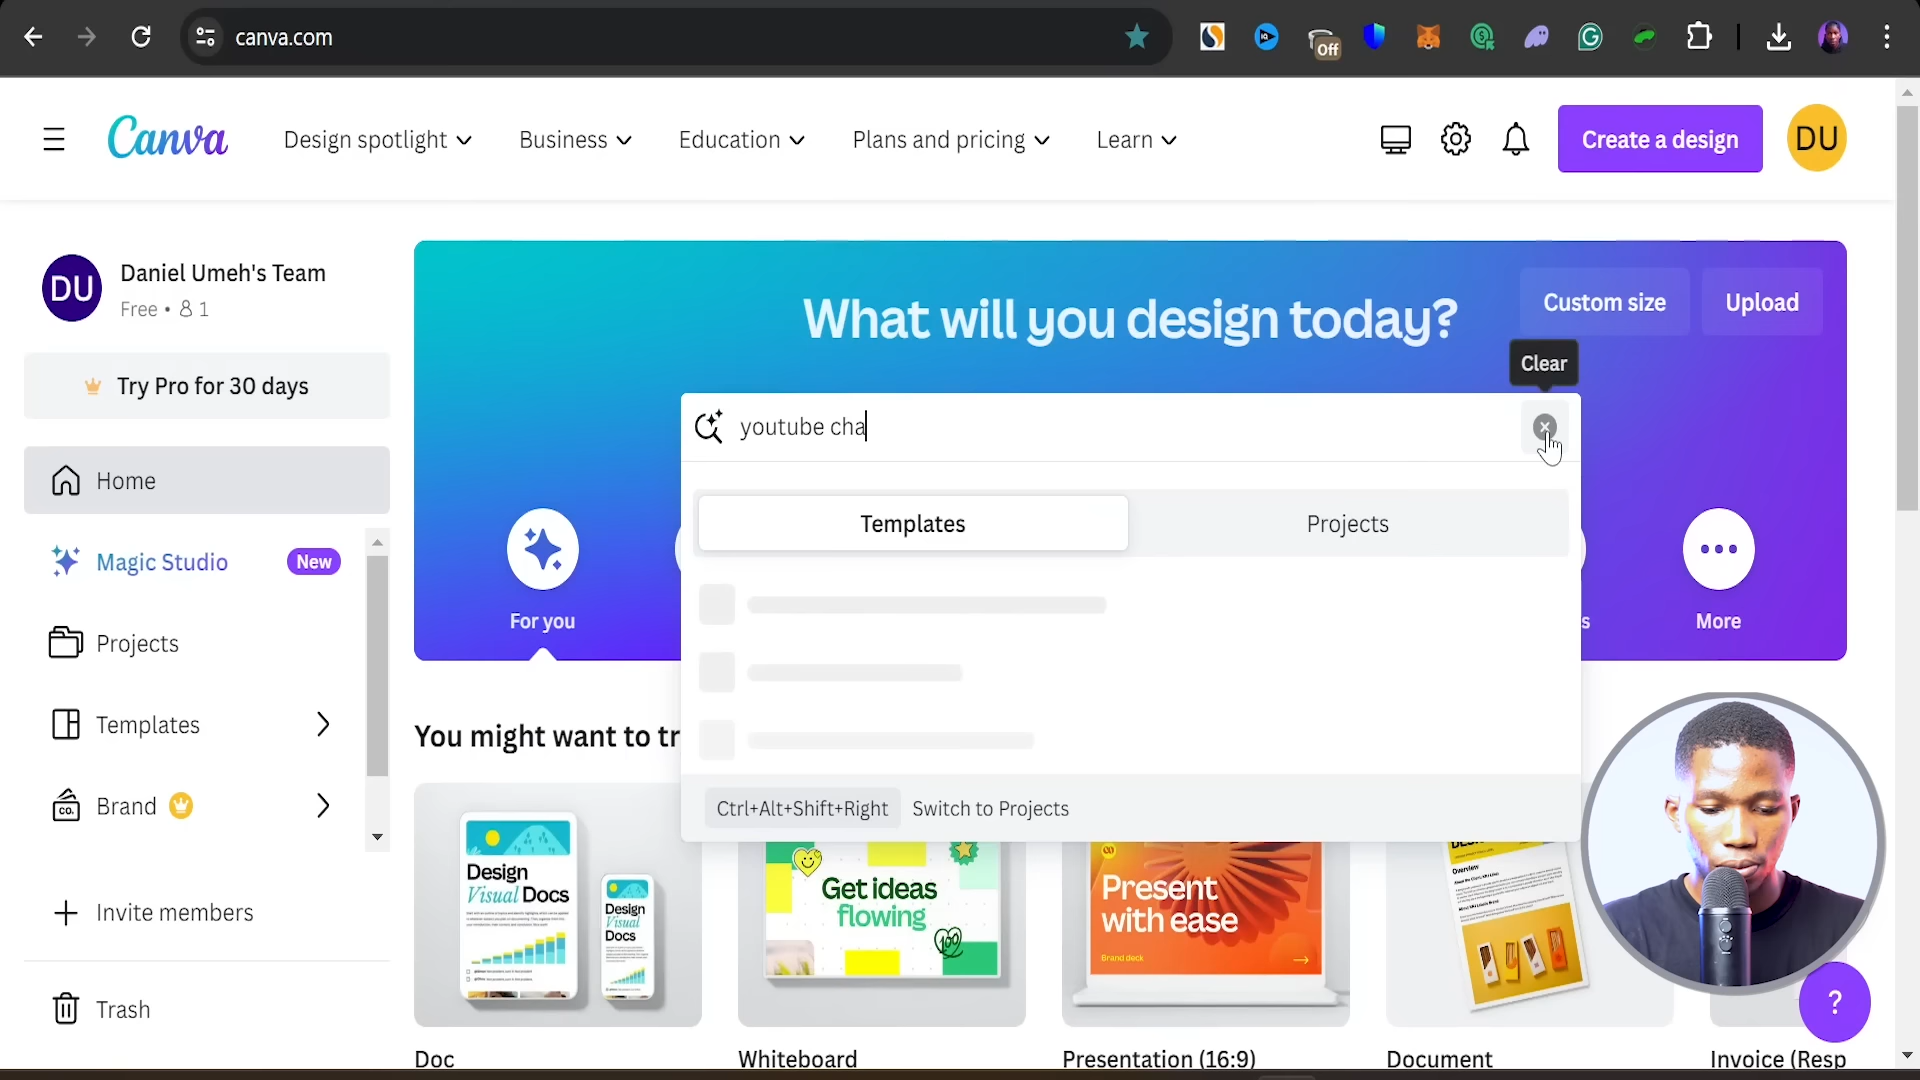 canva.com
Off
Canva
Design spotlight
Business
Education
Plans and pricing
Learn
Create a design
DU
DU
Daniel Umeh's Team
Free • 1
Try Pro for 30 days
Home
Magic Studio
New
Projects
Templates
Brand
CO.
Invite members
Trash
What will you design today?
Custom size
Upload
Clear
youtube cha
Templates
Projects
For you
s
More
Ctrl+Alt+Shift+Right
Switch to Projects
You might want to tr
Design
Visual Docs
Design
Visual
Docs
Get ideas
flowing
100
Present
with ease
Brand deck
Overview
?
Doc
Whiteboard
Presentation (16:9)
Document
Invoice (Resp